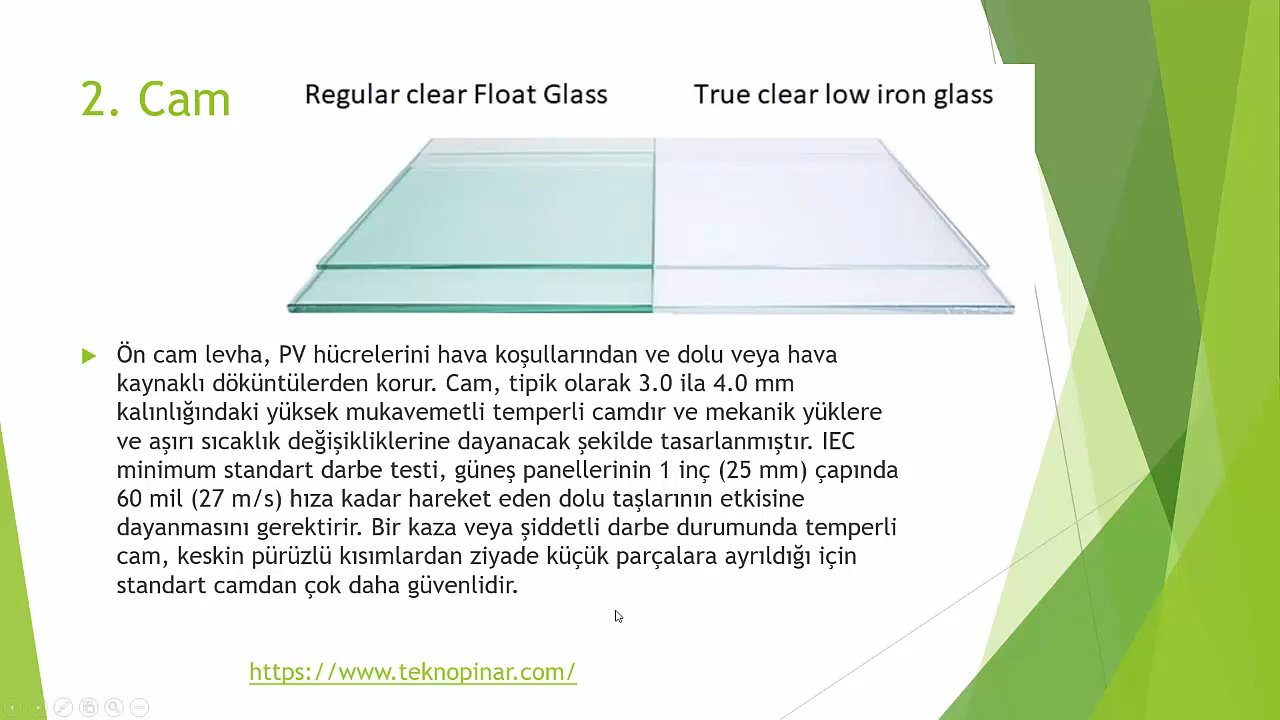 2. Cam
Regular clear Float Glass
True clear low iron glass
Ön cam levha, PV hücrelerini hava koşullarından ve dolu veya hava
kaynaklı döküntülerden korur. Cam, tipik olarak 3.0 ila 4.0 mm
kalınlığındaki yüksek mukavemetli temperli camdır ve mekanik yüklere
ve aşırı sıcaklık değişikliklerine dayanacak şekilde tasarlanmıştır. IEC
minimum standart darbe testi, güneş panellerinin 1 inç (25 mm) çapında
60 mil (27 m/s) hıza kadar hareket eden dolu taşlarının etkisine
dayanmasını gerektirir. Bir kaza veya şiddetli darbe durumunda temperli
cam, keskin pürüzlü kısımlardan ziyade küçük parçalara ayrıldığı için
standart camdan çok daha güvenlidir.
https://www.teknopinar.com/